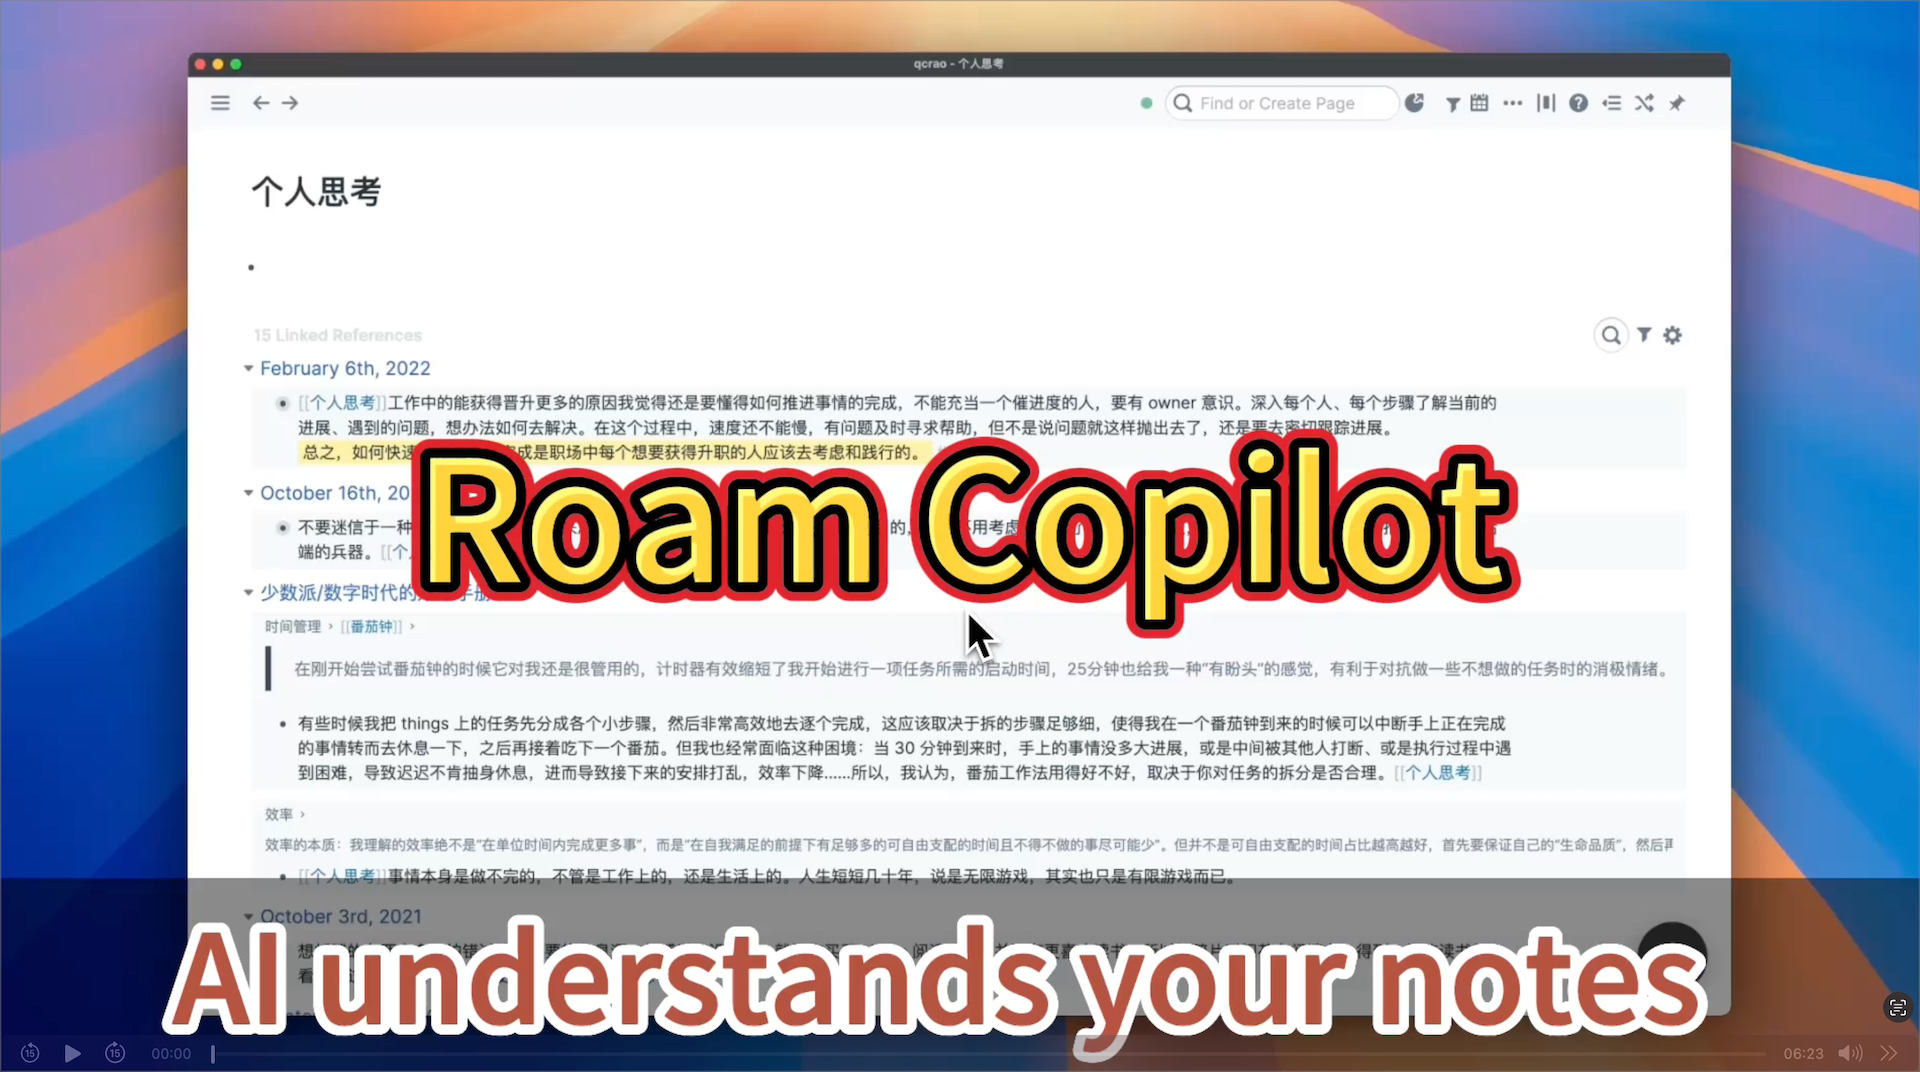 qcrao - 个人思考
Find or Create Page
个人思考
15 Linked References
February 6th, 2022
[[个人思考]]工作中的能获得晋升更多的原因我觉得还是要懂得如何推进事情的完成，不能充当一个催进度的人，要有 owner 意识。深入每个人、每个步骤了解当前的
进展、遇到的问题，想办法如何去解决。在这个过程中，速度还不能慢，有问题及时寻求帮助，但不是说问题就这样抛出去了，还是要去密切跟踪进展。
总之，如何快速 成是职场中每个想要获得升职的人应该去考虑和践行的。
October 16th, 20
不要迷信于一种 的， 不用考虑
端的兵器。[[个
Roam Copilot
少数派/数字时代的 手册
时间管理 › [[番茄钟]] ›
在刚开始尝试番茄钟的时候它对我还是很管用的，计时器有效缩短了我开始进行一项任务所需的启动时间，25分钟也给我一种“有盼头”的感觉，有利于对抗做一些不想做的任务时的消极情绪。
有些时候我把 things 上的任务先分成各个小步骤，然后非常高效地去逐个完成，这应该取决于拆的步骤足够细，使得我在一个番茄钟到来的时候可以中断手上正在完成
的事情转而去休息一下，之后再接着吃下一个番茄。但我也经常面临这种困境：当 30 分钟到来时，手上的事情没多大进展，或是中间被其他人打断、或是执行过程中遇
到困难，导致迟迟不肯抽身休息，进而导致接下来的安排打乱，效率下降......所以，我认为，番茄工作法用得好不好，取决于你对任务的拆分是否合理。[[个人思考]]
效率 ›
效率的本质：我理解的效率绝不是“在单位时间内完成更多事”，而是“在自我满足的前提下有足够多的可自由支配的时间且不得不做的事尽可能少”。但并不是可自由支配的时间占比越高越好，首先要保证自己的“生命品质”，然后再
[[个人思考]]事情本身是做不完的，不管是工作上的，还是生活上的。人生短短几十年，说是无限游戏，其实也只是有限游戏而已。
October 3rd, 2021
AI understands your notes
15
15
00:00
06:23